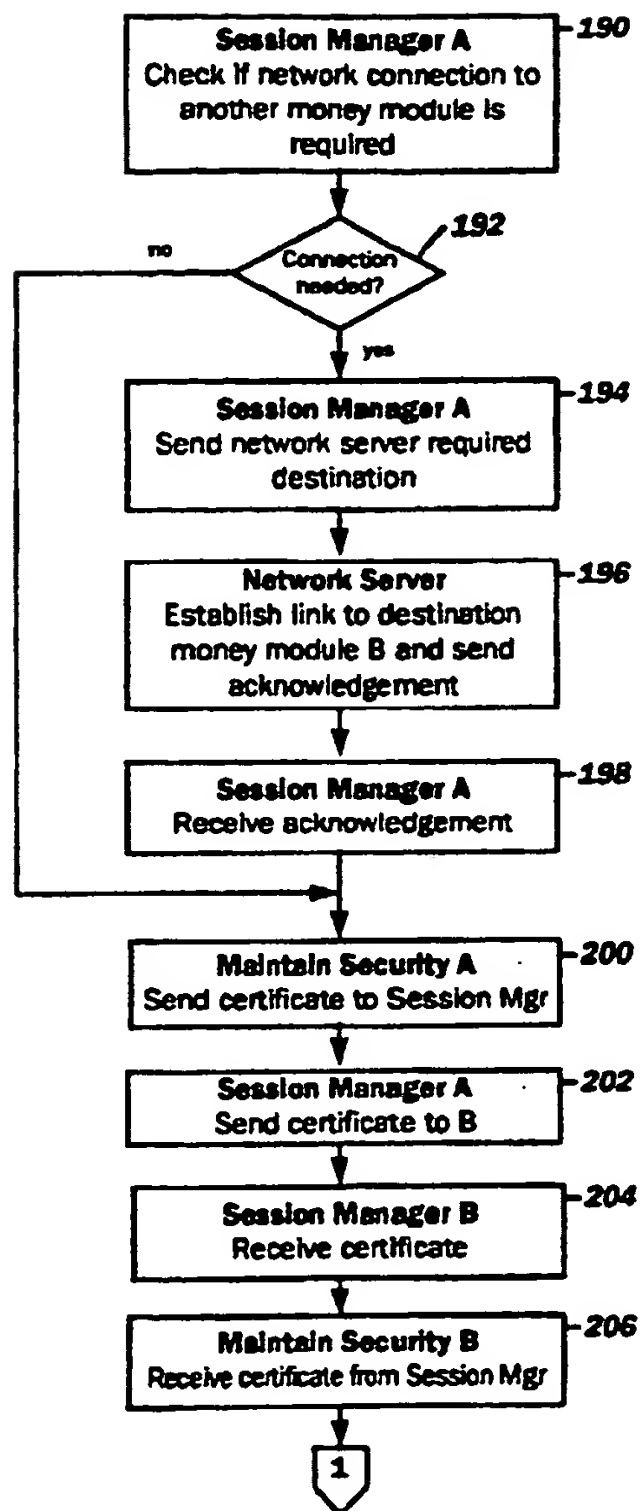 Session Manager A
Check if network connection to
another money module is
required
190
Connection
needed?
192
no
yes
Session Manager A
Send network server required
destination
194
Network Server
Establish link to destination
money module B and send
acknowledgement
196
Session Manager A
Receive acknowledgement
198
Maintain Security A
Send certificate to Session Mgr
200
Session Manager A
Send certificate to B
202
Session Manager B
Receive certificate
204
Maintain Security B
Receive certificate from Session Mgr
206
1